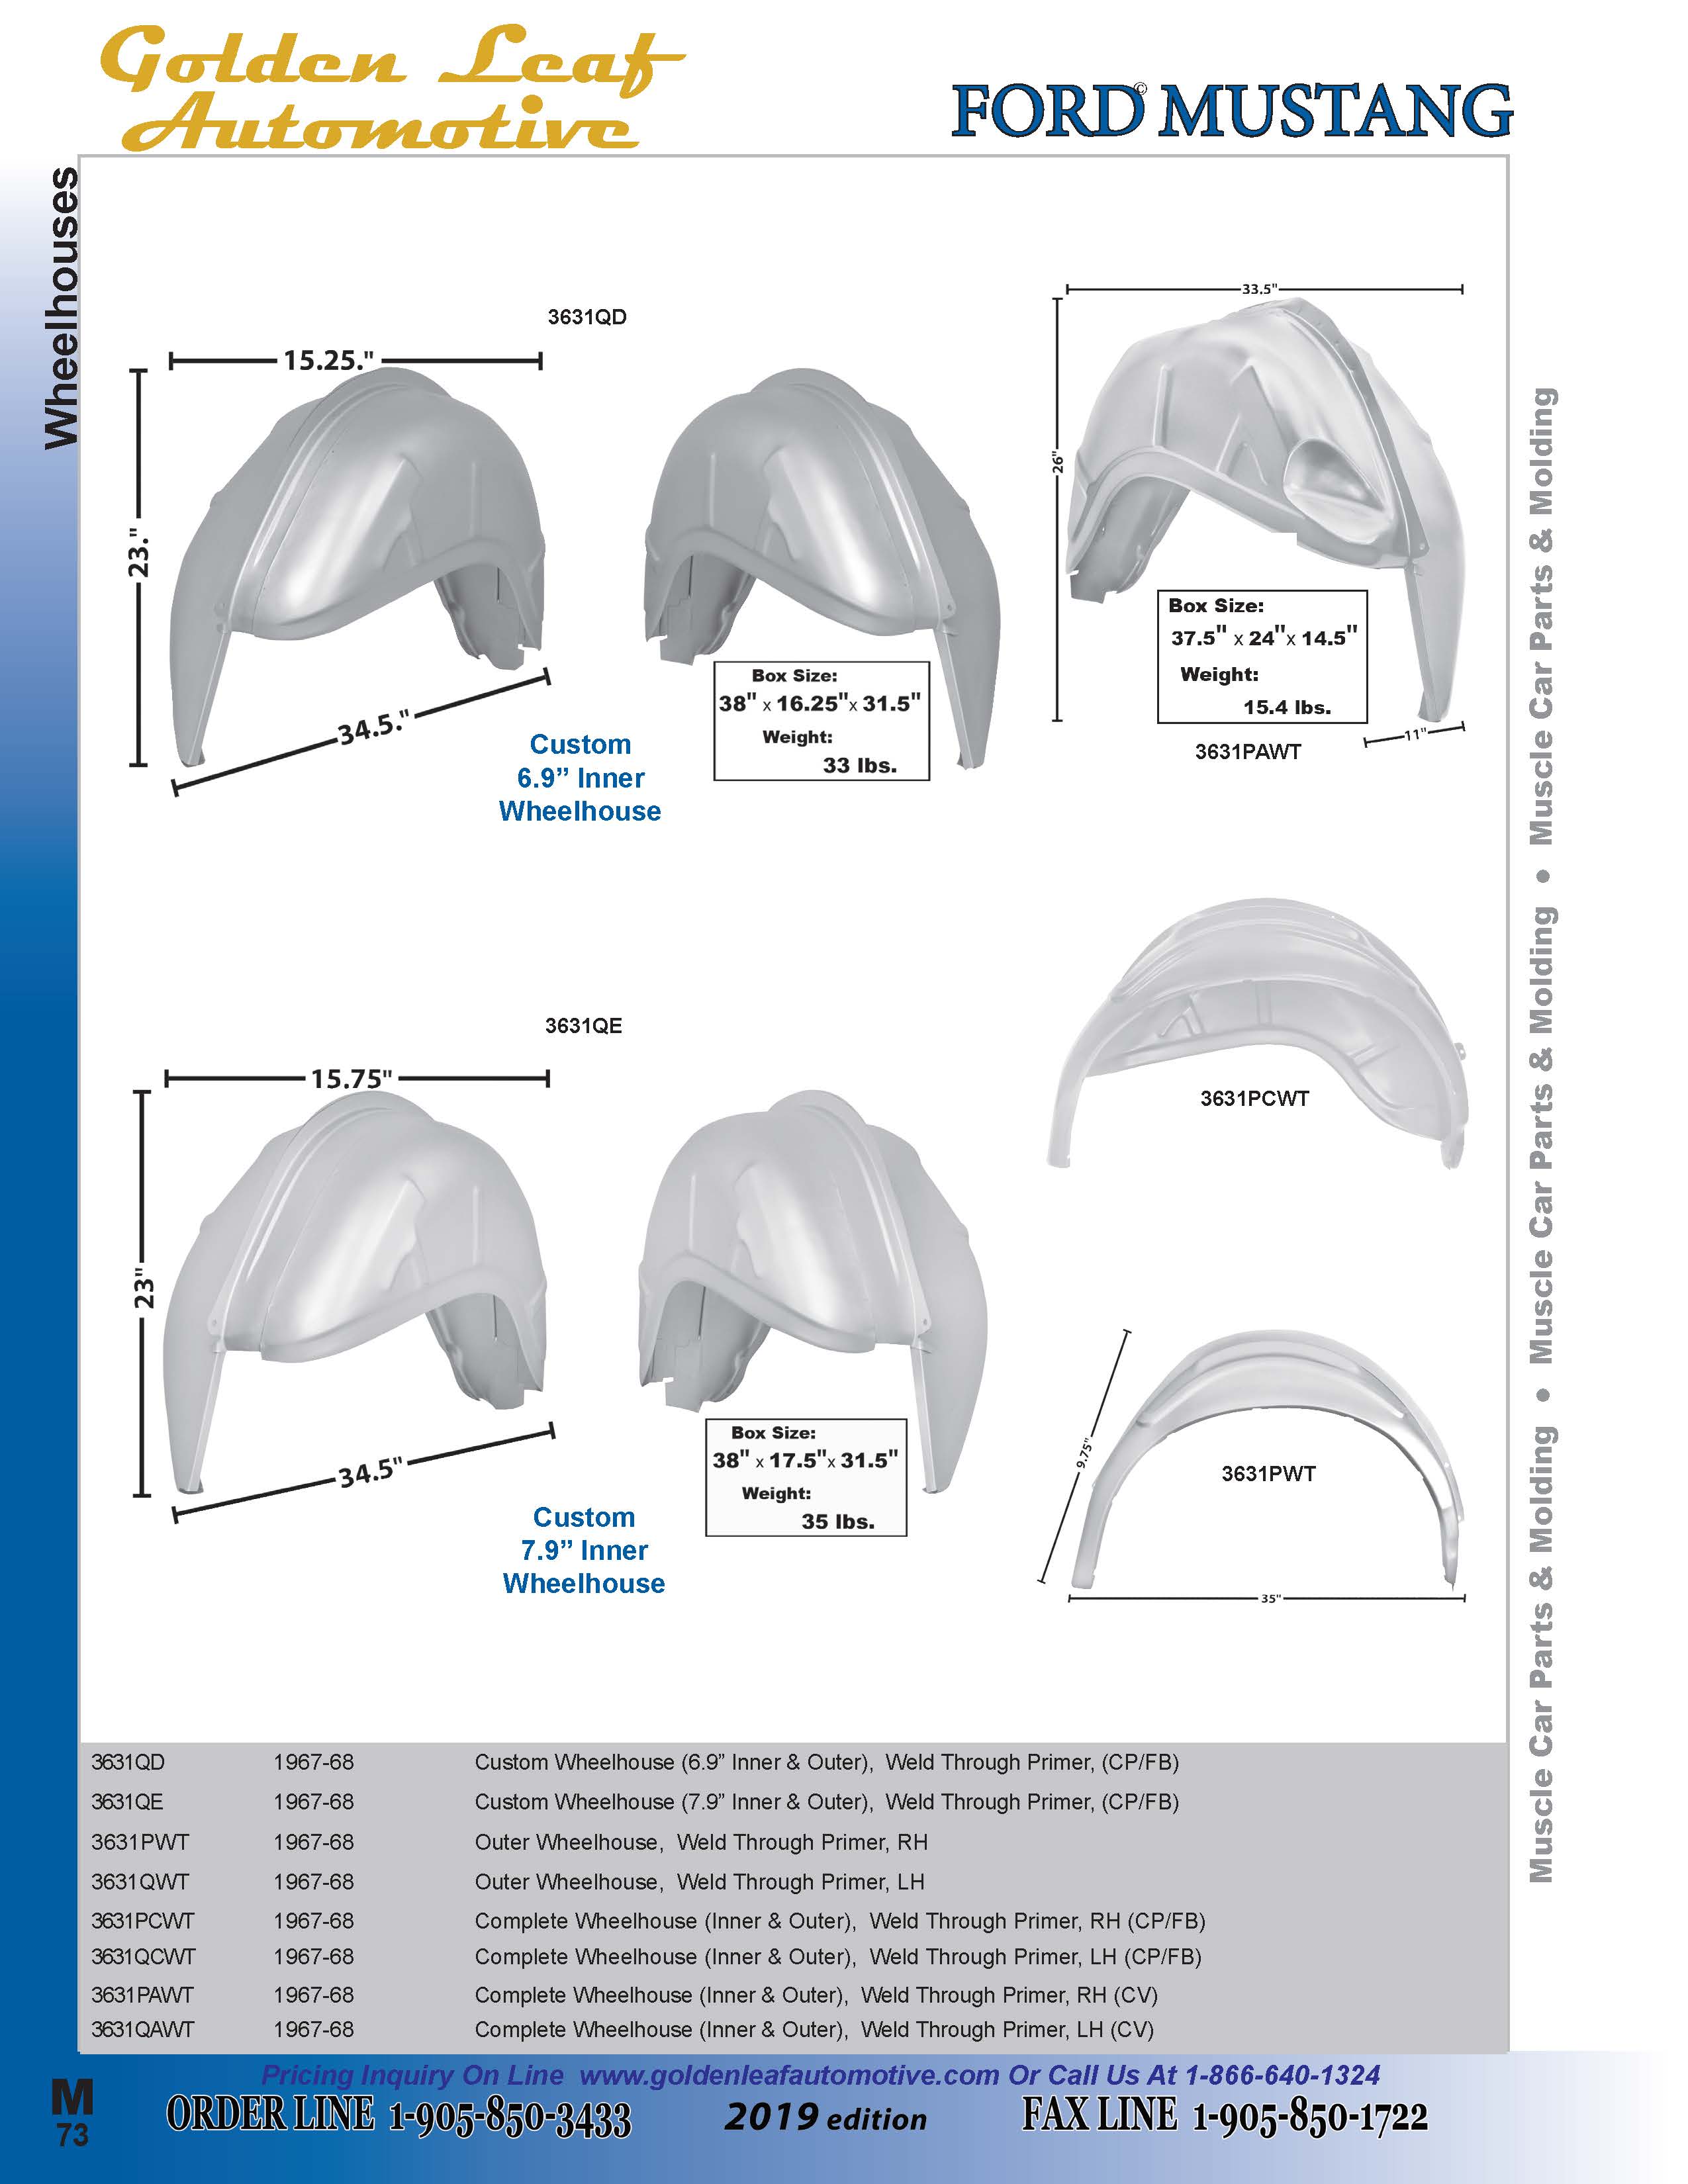 Golden Leaf
Automotive
FORD© MUSTANG
Wheelhouses
3631QD
15.25."
23."
34.5."
Custom
6.9” Inner
Wheelhouse
Box Size:
38" x 16.25"x 31.5"
Weight:
33 lbs.
33.5"
26"
Box Size:
37.5" x 24"x 14.5"
Weight:
15.4 lbs.
11"
3631PAWT
3631QE
15.75"
23"
34.5"
Custom
7.9” Inner
Wheelhouse
Box Size:
38" x 17.5"x 31.5"
Weight:
35 lbs.
3631PCWT
9.75"
3631PWT
35"
Muscle Car Parts & Molding • Muscle Car Parts & Molding • Muscle Car Parts & Molding
3631QD 1967-68 Custom Wheelhouse (6.9” Inner & Outer), Weld Through Primer, (CP/FB)
3631QE 1967-68 Custom Wheelhouse (7.9” Inner & Outer), Weld Through Primer, (CP/FB)
3631PWT 1967-68 Outer Wheelhouse, Weld Through Primer, RH
3631QWT 1967-68 Outer Wheelhouse, Weld Through Primer, LH
3631PCWT 1967-68 Complete Wheelhouse (Inner & Outer), Weld Through Primer, RH (CP/FB)
3631QCWT 1967-68 Complete Wheelhouse (Inner & Outer), Weld Through Primer, LH (CP/FB)
3631PAWT 1967-68 Complete Wheelhouse (Inner & Outer), Weld Through Primer, RH (CV)
3631QAWT 1967-68 Complete Wheelhouse (Inner & Outer), Weld Through Primer, LH (CV)
Pricing Inquiry On Line www.goldenleafautomotive.com Or Call Us At 1-866-640-1324
M
73
ORDER LINE 1-905-850-3433
2019 edition
FAX LINE 1-905-850-1722